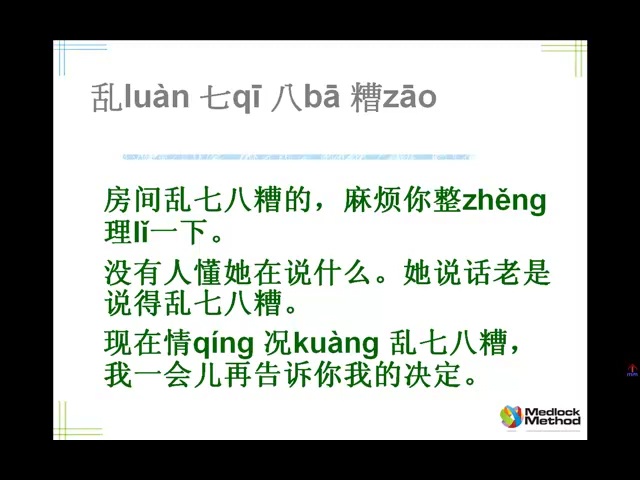 乱luàn 七qī 八bā 糟zāo
房间乱七八糟的，麻烦你整zhěng
理lǐ一下。
没有人懂她在说什么。她说话老是
说得乱七八糟。
现在情qíng 况kuàng 乱七八糟，
我一会儿再告诉你我的决定。
Medlock
Method